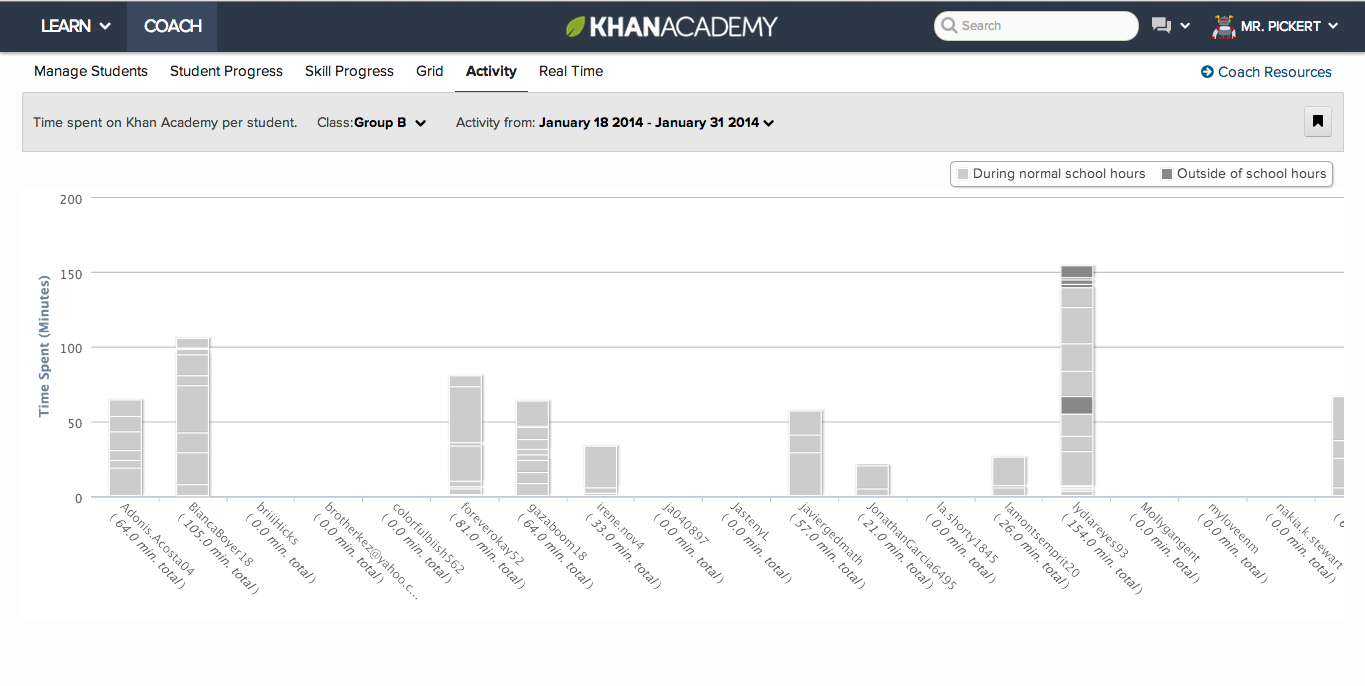 LEARN COACH KHANACADEMY Search MR. PICKERT
Manage Students Student Progress Skill Progress Grid Activity Real Time Coach Resources
Time spent on Khan Academy per student. Class:Group B Activity from: January 18 2014 - January 31 2014
During normal school hours Outside of school hours
200
150
100
50
0
Time Spent (Minutes)
Adonis.Acosta04
( 64.0 min. total)
BiancaBoyer18
( 105.0 min. total)
briiiHicks
( 0.0 min. total)
brotherkez@yahoo.c...
( 0.0 min. total)
colorfulbiish562
( 0.0 min. total)
foreverokay52
( 81.0 min. total)
gazaboom18
( 64.0 min. total)
irene.nov4
( 33.0 min. total)
ja040897
( 0.0 min. total)
JastenyL
( 0.0 min. total)
javiergedmath
( 57.0 min. total)
JonathanGarcia6495
( 21.0 min. total)
la.shorty1845
( 0.0 min. total)
lamontsemprit20
( 26.0 min. total)
lydiareyes93
( 154.0 min. total)
Mollygangent
( 0.0 min. total)
myloveenm
( 0.0 min. total)
nakia.k.stewart
( 0.0 min. total)